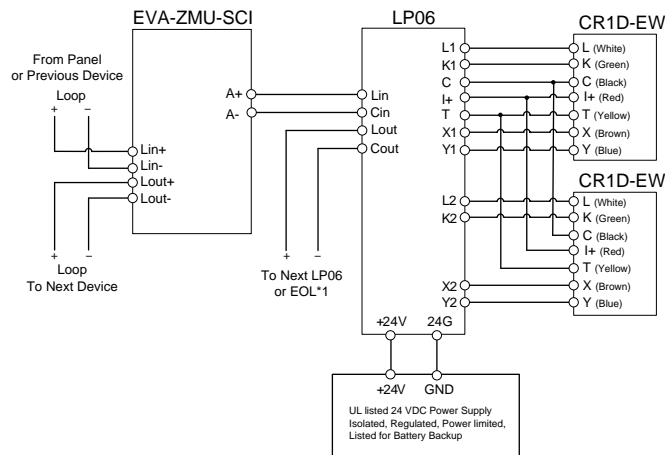 EVA-ZMU-SCI
LP06
CR1D-EW
From Panel
or Previous Device
Loop
+ −
A+
A-
Lin+
Lin-
Lout+
Lout-
+ −
Loop
To Next Device
Lin
Cin
Lout
Cout
+ −
To Next LP06
or EOL*1
L1
K1
C
I+
T
X1
Y1
L2
K2
X2
Y2
+24V 24G
L (White)
K (Green)
C (Black)
I+ (Red)
T (Yellow)
X (Brown)
Y (Blue)
CR1D-EW
L (White)
K (Green)
C (Black)
I+ (Red)
T (Yellow)
X (Brown)
Y (Blue)
+24V GND
UL listed 24 VDC Power Supply
Isolated, Regulated, Power limited,
Listed for Battery Backup